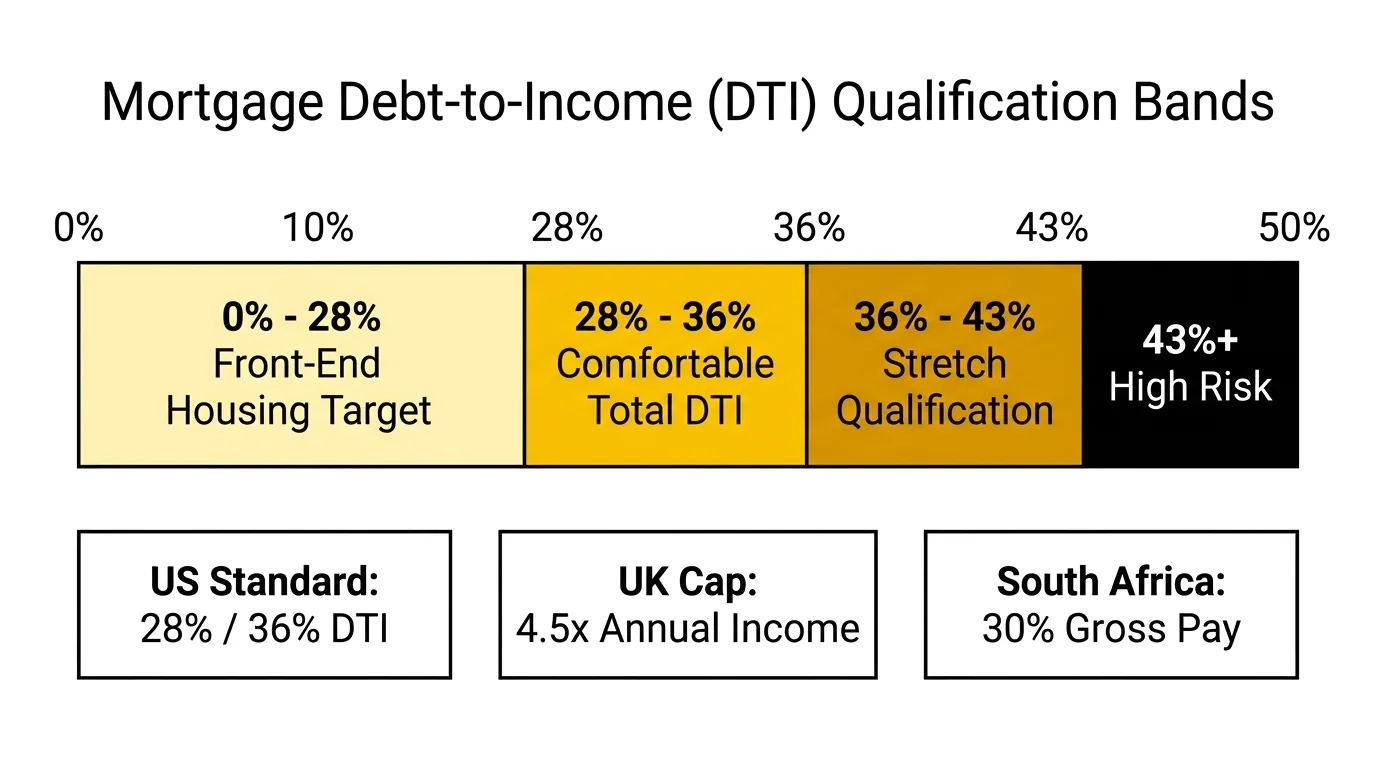 Mortgage Debt-to-Income (DTI) Qualification Bands
0% 10% 28% 36% 43% 50%
0% - 28%
Front-End
Housing Target
28% - 36%
Comfortable
Total DTI
36% - 43%
Stretch
Qualification
43%+
High Risk
US Standard:
28% / 36% DTI
UK Cap:
4.5x Annual Income
South Africa:
30% Gross Pay